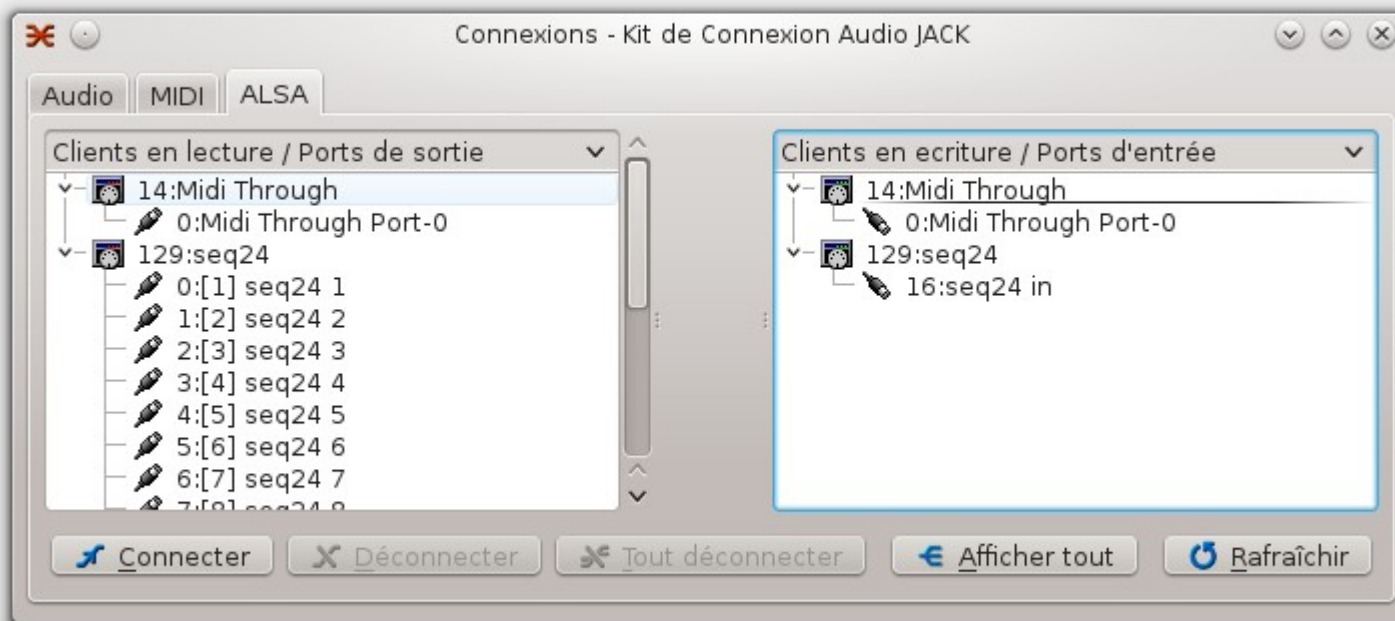 Connexions - Kit de Connexion Audio JACK
Audio MIDI ALSA
Clients en lecture / Ports de sortie
14:Midi Through
0:Midi Through Port-0
129:seq24
0:[1] seq24 1
1:[2] seq24 2
2:[3] seq24 3
3:[4] seq24 4
4:[5] seq24 5
5:[6] seq24 6
6:[7] seq24 7
7:[8] seq24 8
Clients en ecriture / Ports d'entrée
14:Midi Through
0:Midi Through Port-0
129:seq24
16:seq24 in
Connecter Déconnecter Tout déconnecter Afficher tout Rafraîchir